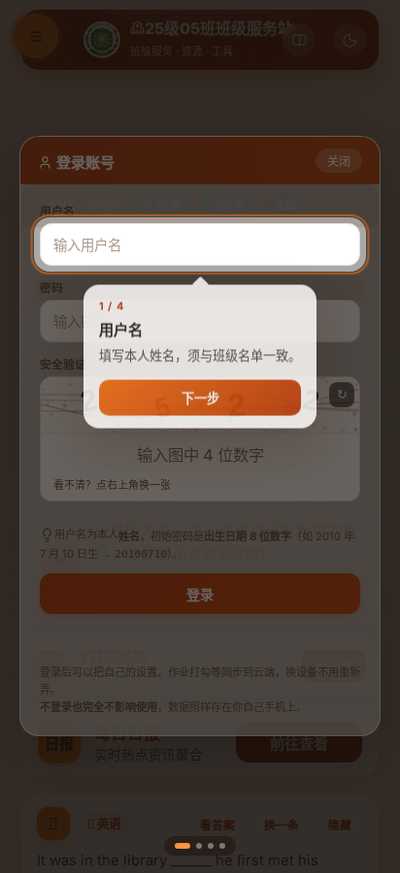 25级05班班级服务站
班级服务 · 资源 · 工具
登录账号
关闭
用户名
输入用户名
密码
1 / 4
用户名
填写本人姓名，须与班级名单一致。
下一步
安全验证
2 5 2 2
↻
输入图中 4 位数字
看不清？点右上角换一张
用户名为本人姓名，初始密码是出生日期 8 位数字（如 2010 年
7 月 10 日生 → 20100710）。
登录
登录后可以把自己的设置、作业打勾等同步到云端，换设备不用重新
弄。
不登录也完全不影响使用，数据照样存在你自己手机上。
日报
实时热点资讯聚合
前往查看
英语
看答案
换一条
隐藏
It was in the library ______ he first met his